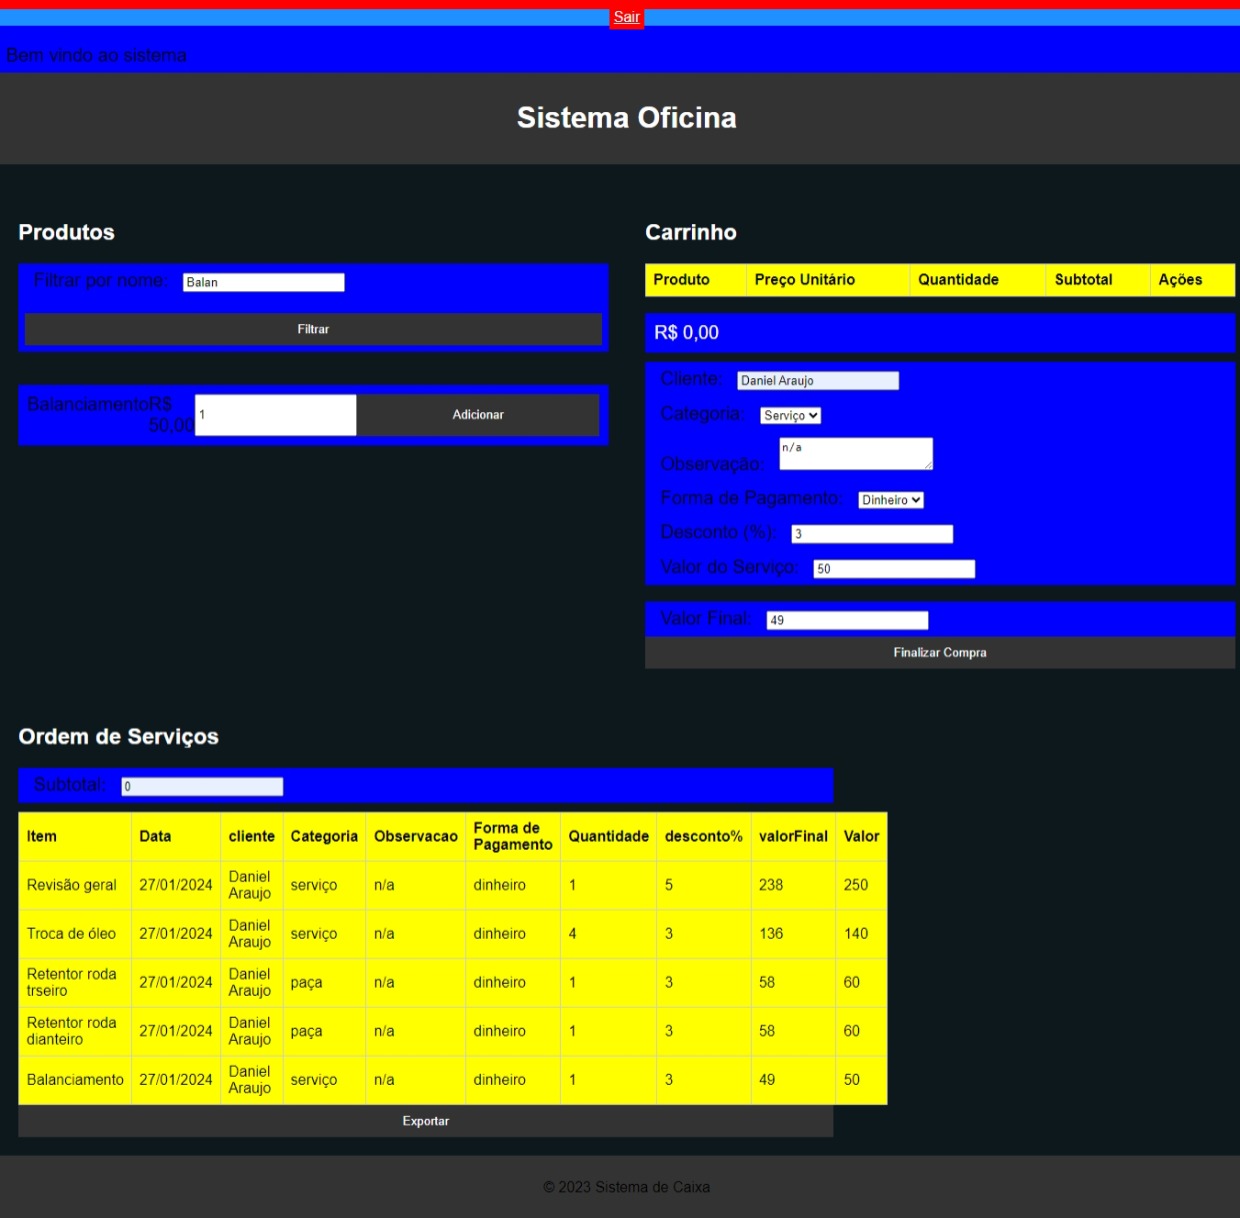 Sair
Bem vindo ao sistema
Sistema Oficina
Produtos
Filtrar por nome: Balan
Filtrar
Balanciamento R$ 50,00 1 Adicionar
Carrinho
Produto Preço Unitário Quantidade Subtotal Ações
R$ 0,00
Cliente: Daniel Araujo
Categoria: Serviço
Observação: n/a
Forma de Pagamento: Dinheiro
Desconto (%): 3
Valor do Serviço: 50
Valor Final: 49
Finalizar Compra
Ordem de Serviços
Subtotal: 0
Item Data cliente Categoria Observacao Forma de Pagamento Quantidade desconto% valorFinal Valor
Revisão geral 27/01/2024 Daniel Araujo serviço n/a dinheiro 1 5 238 250
Troca de óleo 27/01/2024 Daniel Araujo serviço n/a dinheiro 4 3 136 140
Retentor roda trseiro 27/01/2024 Daniel Araujo paça n/a dinheiro 1 3 58 60
Retentor roda dianteiro 27/01/2024 Daniel Araujo paça n/a dinheiro 1 3 58 60
Balanciamento 27/01/2024 Daniel Araujo serviço n/a dinheiro 1 3 49 50
Exportar
© 2023 Sistema de Caixa